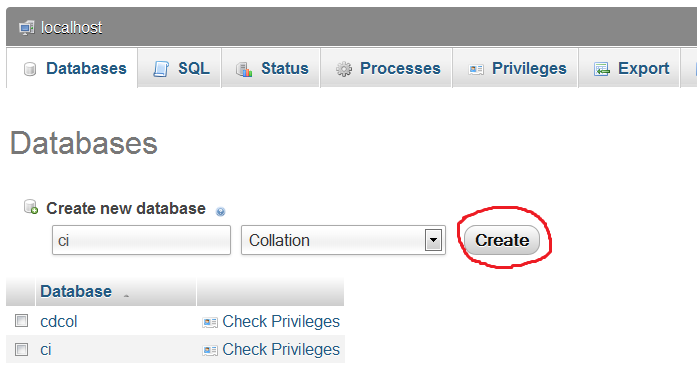 localhost
Databases SQL Status Processes Privileges Export
Databases
Create new database
ci Collation Create
Database
cdcol Check Privileges
ci Check Privileges